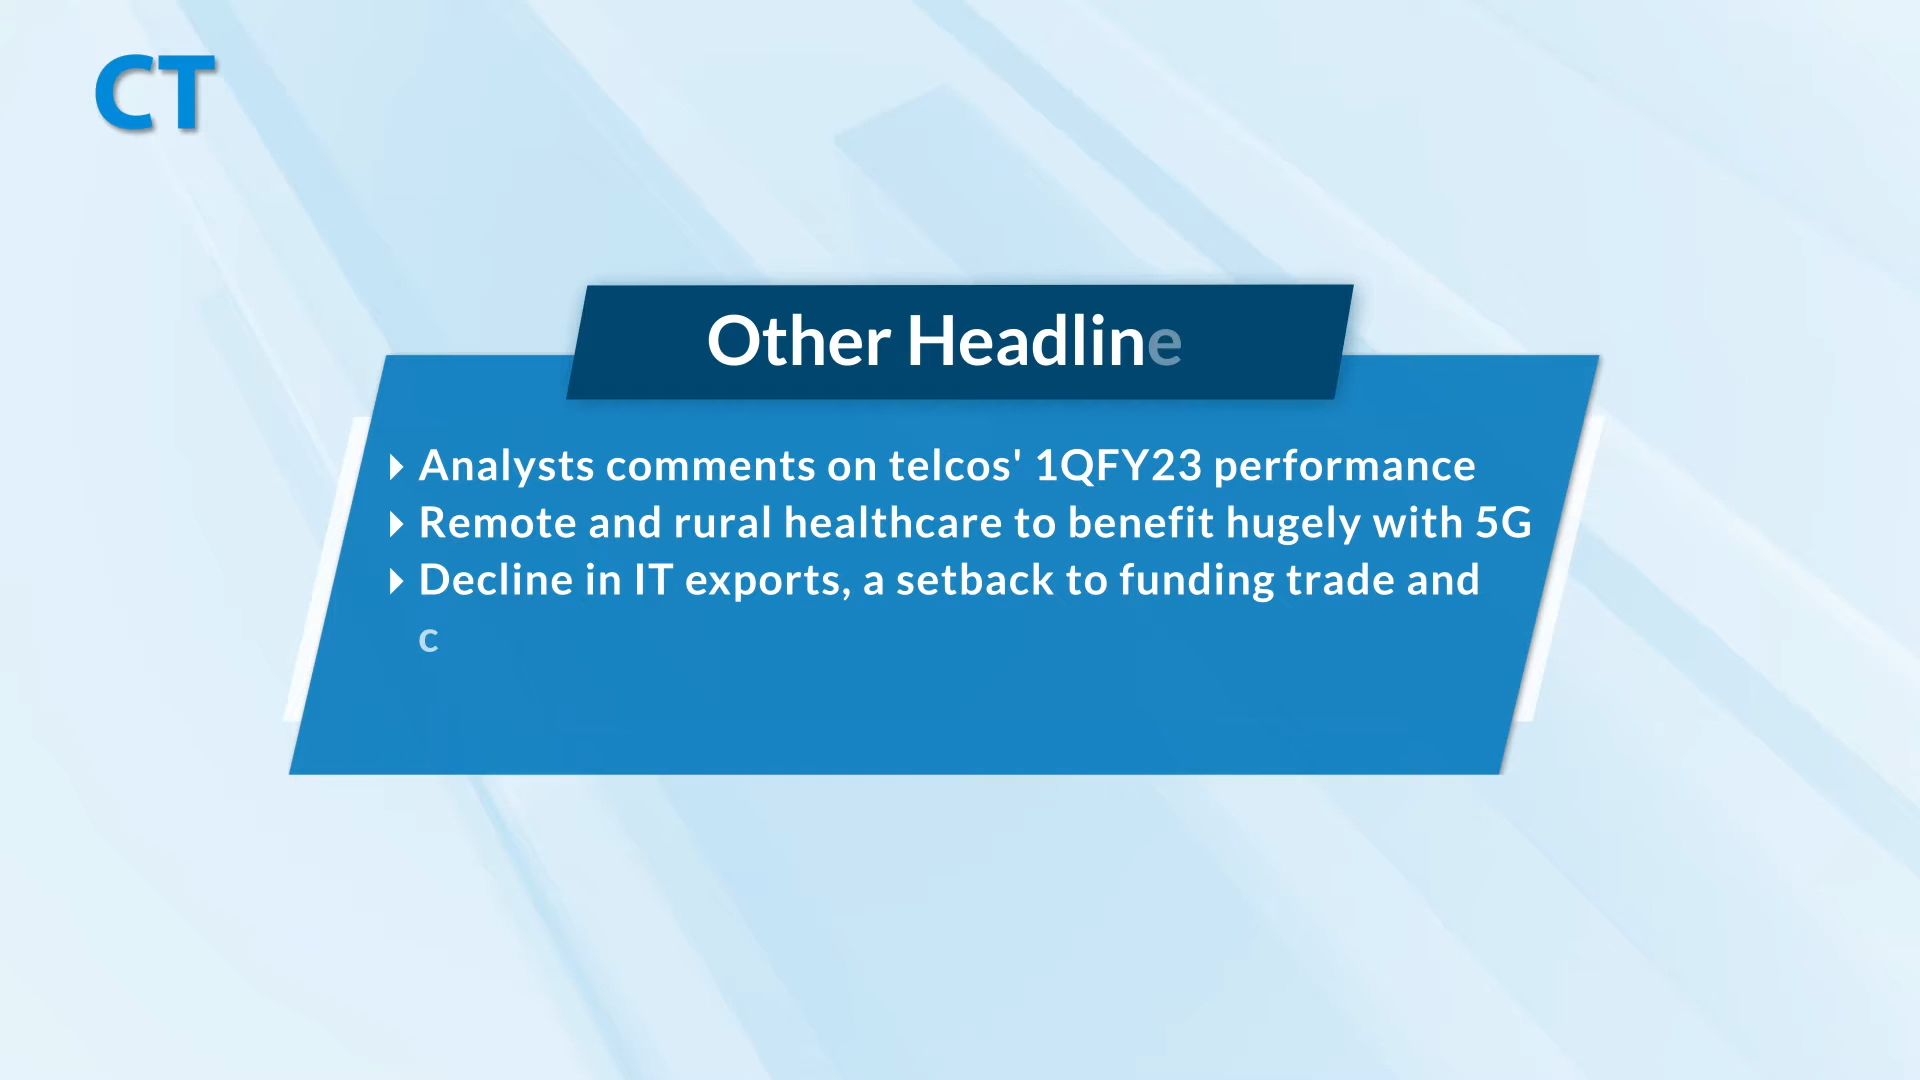 CT
Other Headline
Analysts comments on telcos' 1QFY23 performance
Remote and rural healthcare to benefit hugely with 5G
Decline in IT exports, a setback to funding trade and
c